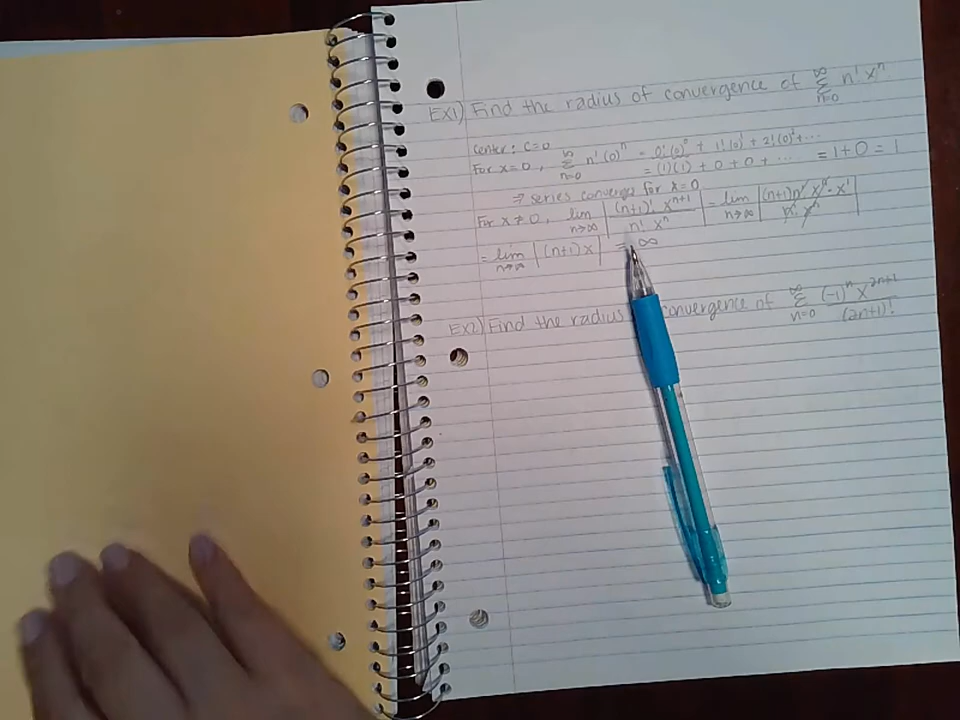 EX1) Find the radius of convergence of ∞ Σ n=0 n! xⁿ
Center: C=0
For x=0, ∞ Σ n=0 n! (0)ⁿ = 0! (0)⁰ + 1! (0)¹ + 2! (0)² + ...
= (1)(1) + 0 + 0 + ... = 1 + 0 = 1
⇒ series converges for x=0
For x ≠ 0, lim n→∞ | (n+1)! xⁿ⁺¹ / n! xⁿ | = lim n→∞ | (n+1) n! xⁿ · x¹ / n! xⁿ |
= lim n→∞ | (n+1) x | = ∞
EX2) Find the radius convergence of ∞ Σ n=0 (-1)ⁿ x²ⁿ⁺¹ / (2n+1)!